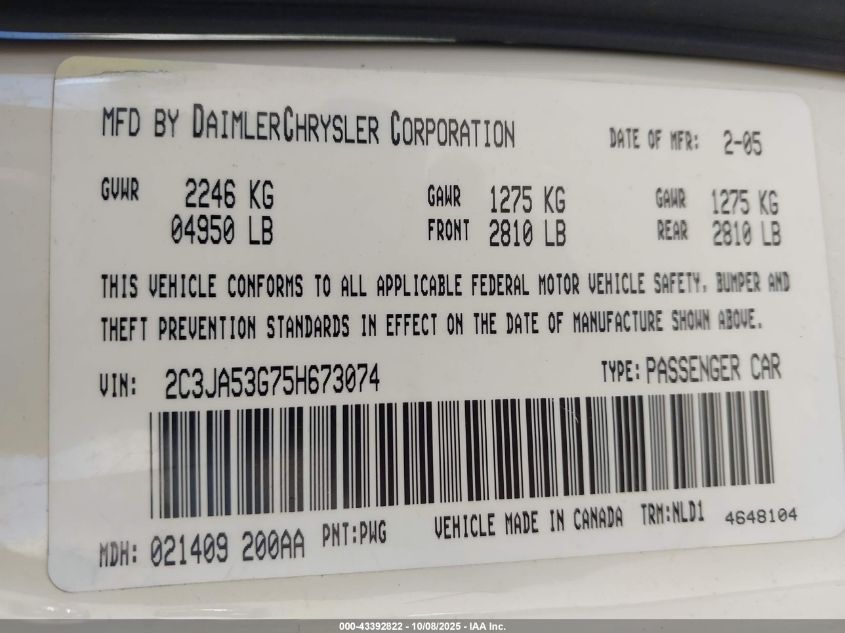 MFD BY DAIMLERCHRYSLER CORPORATION DATE OF MFR: 2-05
GVWR 2246 KG GAWR 1275 KG GAWR 1275 KG
04950 LB FRONT 2810 LB REAR 2810 LB
THIS VEHICLE CONFORMS TO ALL APPLICABLE FEDERAL MOTOR VEHICLE SAFETY, BUMPER AND
THEFT PREVENTION STANDARDS IN EFFECT ON THE DATE OF MANUFACTURE SHOWN ABOVE.
VIN: 2C3JA53G75H673074 TYPE: PASSENGER CAR
MDH: 021409 200AA PNT:PWG VEHICLE MADE IN CANADA TRM:NLD1 4648104
000-43392822 - 10/08/2025 - IAA Inc.